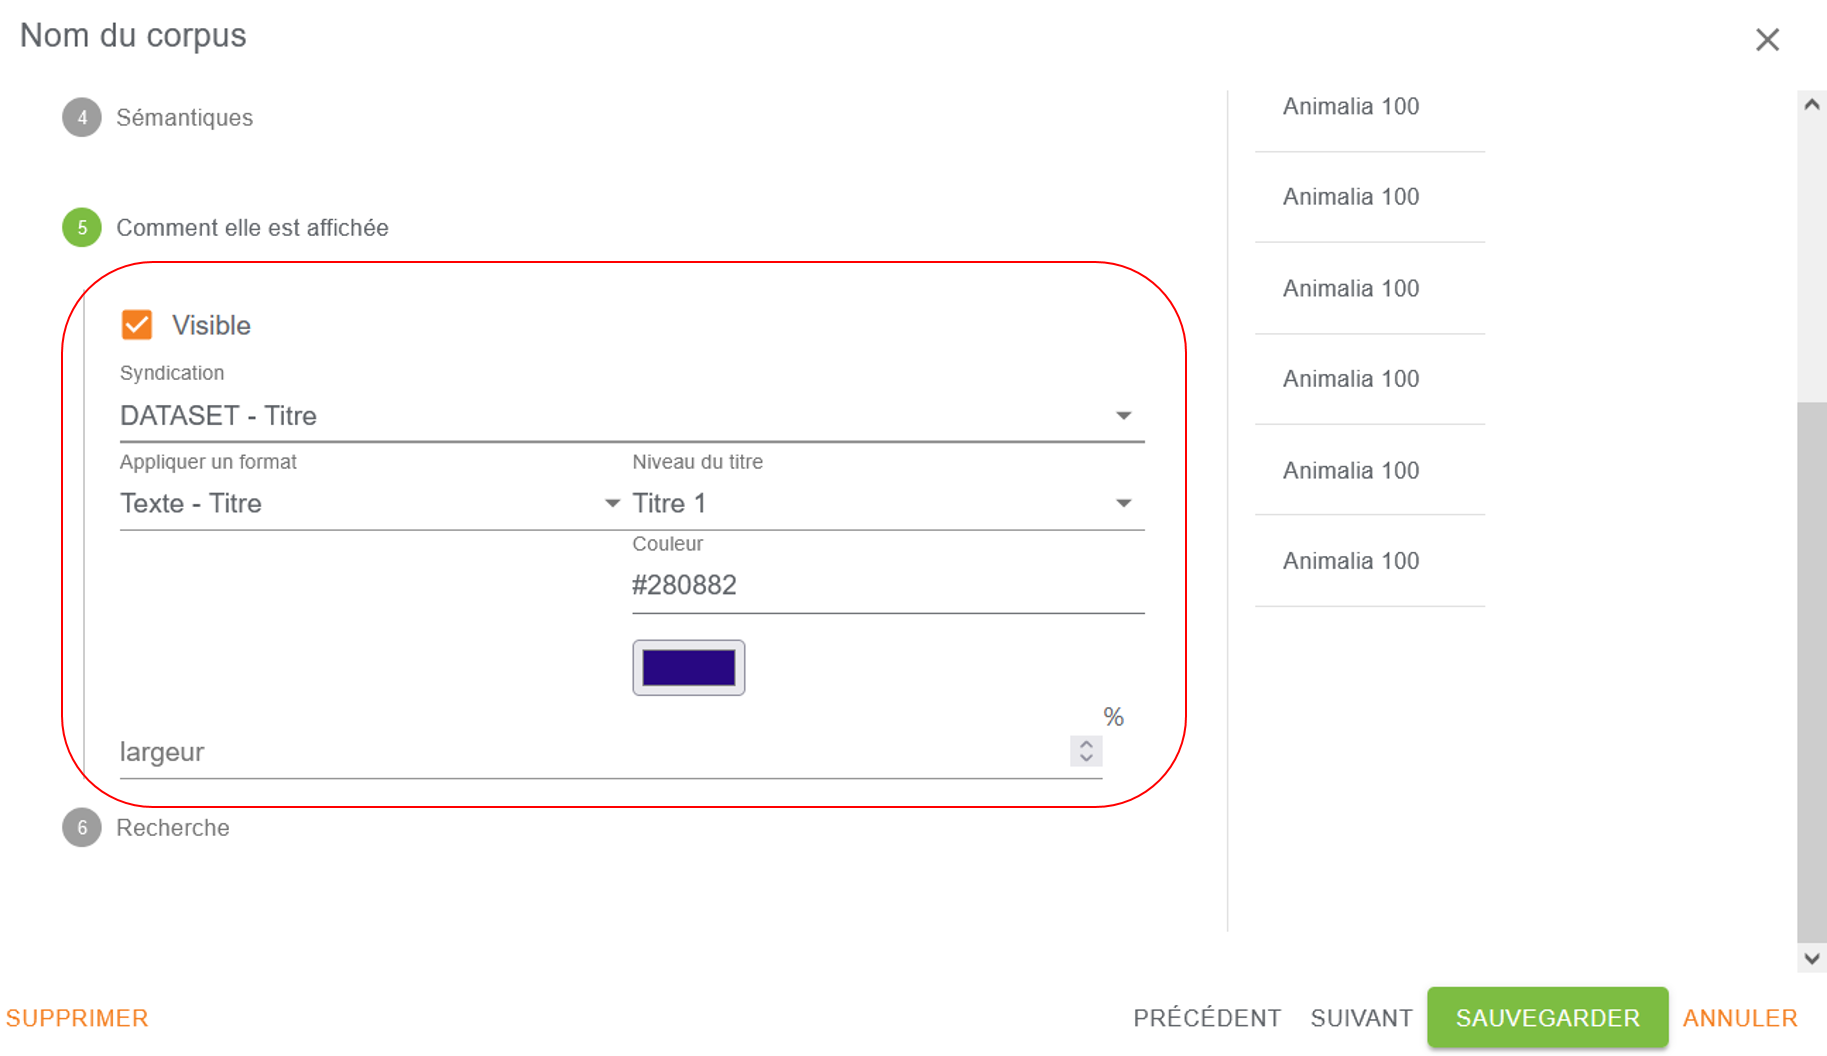 Nom du corpus
4 Sémantiques
5 Comment elle est affichée
Visible
Syndication
DATASET - Titre
Appliquer un format
Texte - Titre
Niveau du titre
Titre 1
Couleur
#280882
%
largeur
6 Recherche
Animalia 100
Animalia 100
Animalia 100
Animalia 100
Animalia 100
Animalia 100
SUPPRIMER
PRÉCÉDENT
SUIVANT
SAUVEGARDER
ANNULER